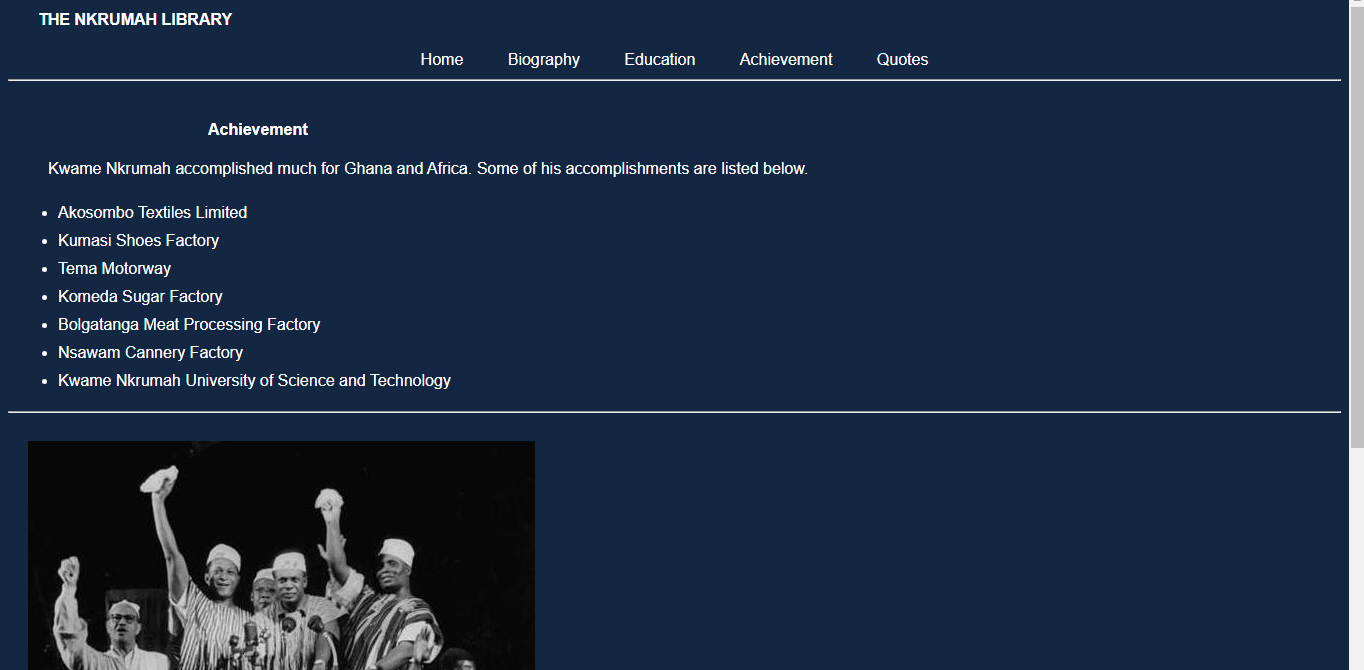 THE NKRUMAH LIBRARY
Home Biography Education Achievement Quotes
Achievement
Kwame Nkrumah accomplished much for Ghana and Africa. Some of his accomplishments are listed below.
• Akosombo Textiles Limited
• Kumasi Shoes Factory
• Tema Motorway
• Komeda Sugar Factory
• Bolgatanga Meat Processing Factory
• Nsawam Cannery Factory
• Kwame Nkrumah University of Science and Technology